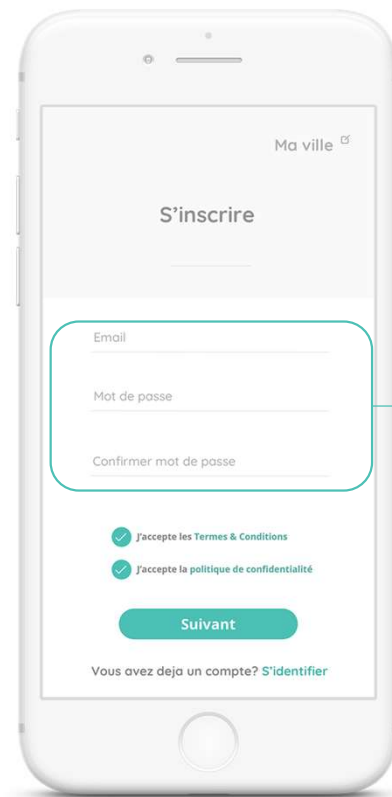 Ma ville
S'inscrire
Email
Mot de passe
Confirmer mot de passe
J'accepte les Termes & Conditions
J'accepte la politique de confidentialité
Suivant
Vous avez deja un compte? S'identifier